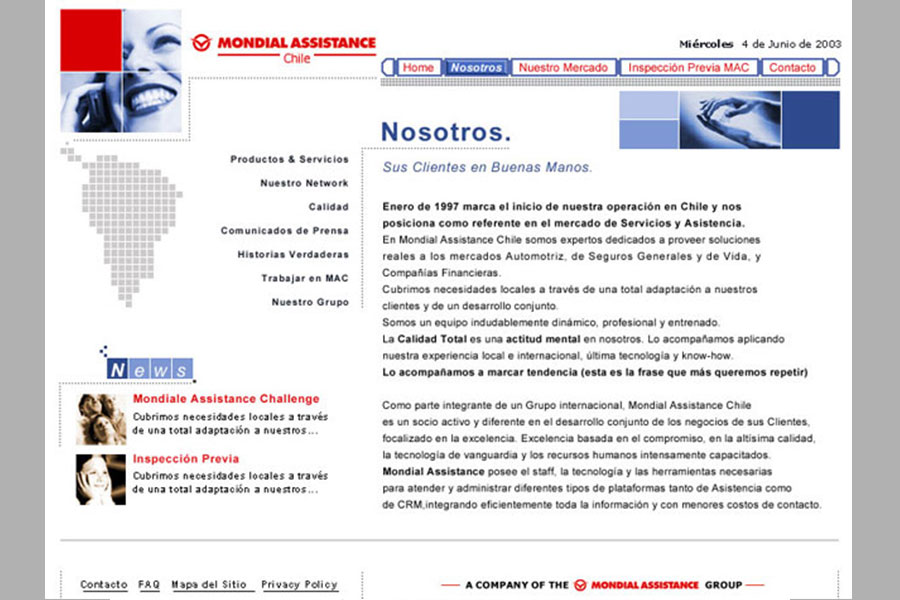 MONDIAL ASSISTANCE
Chile
Miércoles 4 de Junio de 2003
Home Nosotros Nuestro Mercado Inspección Previa MAC Contacto
Productos & Servicios
Nuestro Network
Calidad
Comunicados de Prensa
Historias Verdaderas
Trabajar en MAC
Nuestro Grupo
News
Mondiale Assistance Challenge
Cubrimos necesidades locales a través
de una total adaptación a nuestros...
Inspección Previa
Cubrimos necesidades locales a través
de una total adaptación a nuestros...
Nosotros.
Sus Clientes en Buenas Manos.
Enero de 1997 marca el inicio de nuestra operación en Chile y nos
posiciona como referente en el mercado de Servicios y Asistencia.
En Mondial Assistance Chile somos expertos dedicados a proveer soluciones
reales a los mercados Automotriz, de Seguros Generales y de Vida, y
Compañías Financieras.
Cubrimos necesidades locales a través de una total adaptación a nuestros
clientes y de un desarrollo conjunto.
Somos un equipo indudablemente dinámico, profesional y entrenado.
La Calidad Total es una actitud mental en nosotros. Lo acompañamos aplicando
nuestra experiencia local e internacional, última tecnología y know-how.
Lo acompañamos a marcar tendencia (esta es la frase que más queremos repetir)
Como parte integrante de un Grupo internacional, Mondial Assistance Chile
es un socio activo y diferente en el desarrollo conjunto de los negocios de sus Clientes,
focalizado en la excelencia. Excelencia basada en el compromiso, en la altísima calidad,
la tecnología de vanguardia y los recursos humanos intensamente capacitados.
Mondial Assistance posee el staff, la tecnología y las herramientas necesarias
para atender y administrar diferentes tipos de plataformas tanto de Asistencia como
de CRM,integrando eficientemente toda la información y con menores costos de contacto.
Contacto FAQ Mapa del Sitio Privacy Policy
A COMPANY OF THE MONDIAL ASSISTANCE GROUP